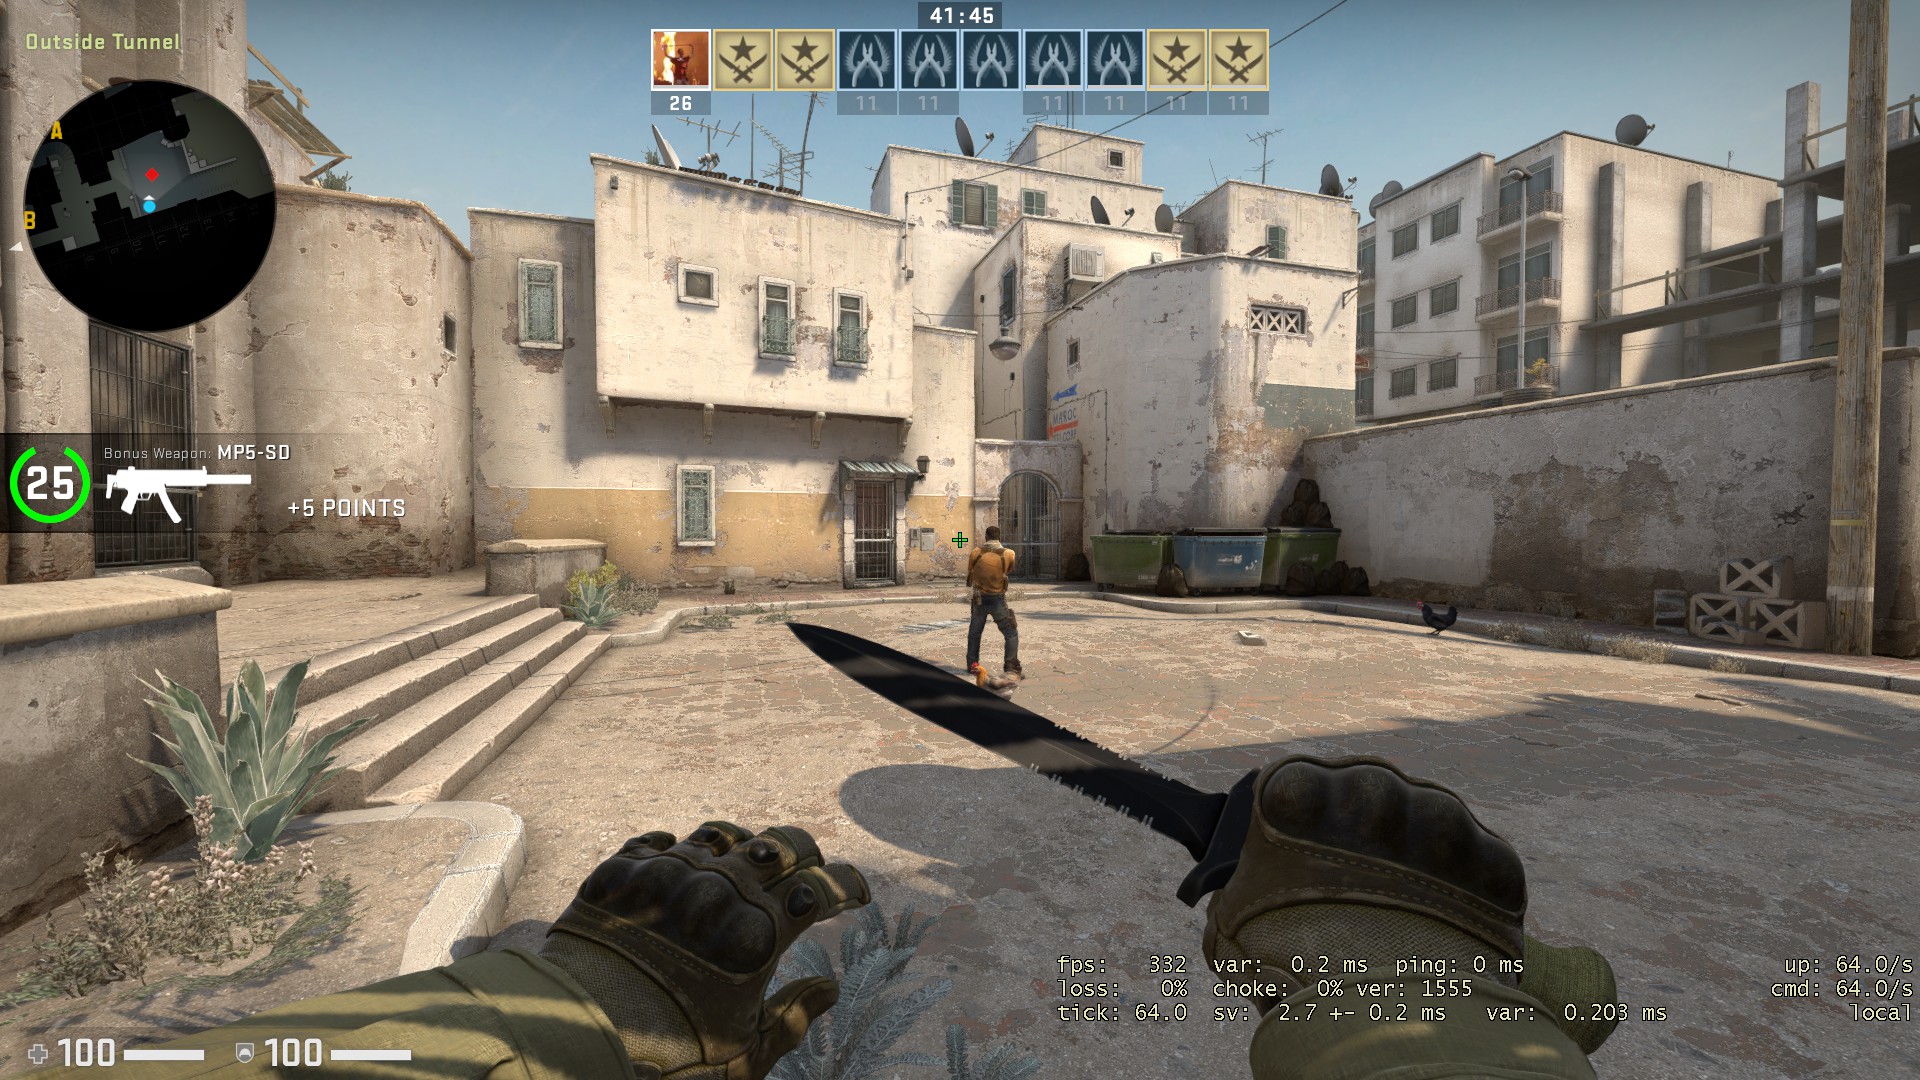 41:45
Outside Tunnel
26 11 11 11 11 11 11
A
B
MAROC
Bonus Weapon: MP5-SD
25
+5 POINTS
fps: 332 var: 0.2 ms ping: 0 ms up: 64.0/s
loss: 0% choke: 0% ver: 1555 cmd: 64.0/s
tick: 64.0 sv: 2.7 +- 0.2 ms var: 0.203 ms local
100 100